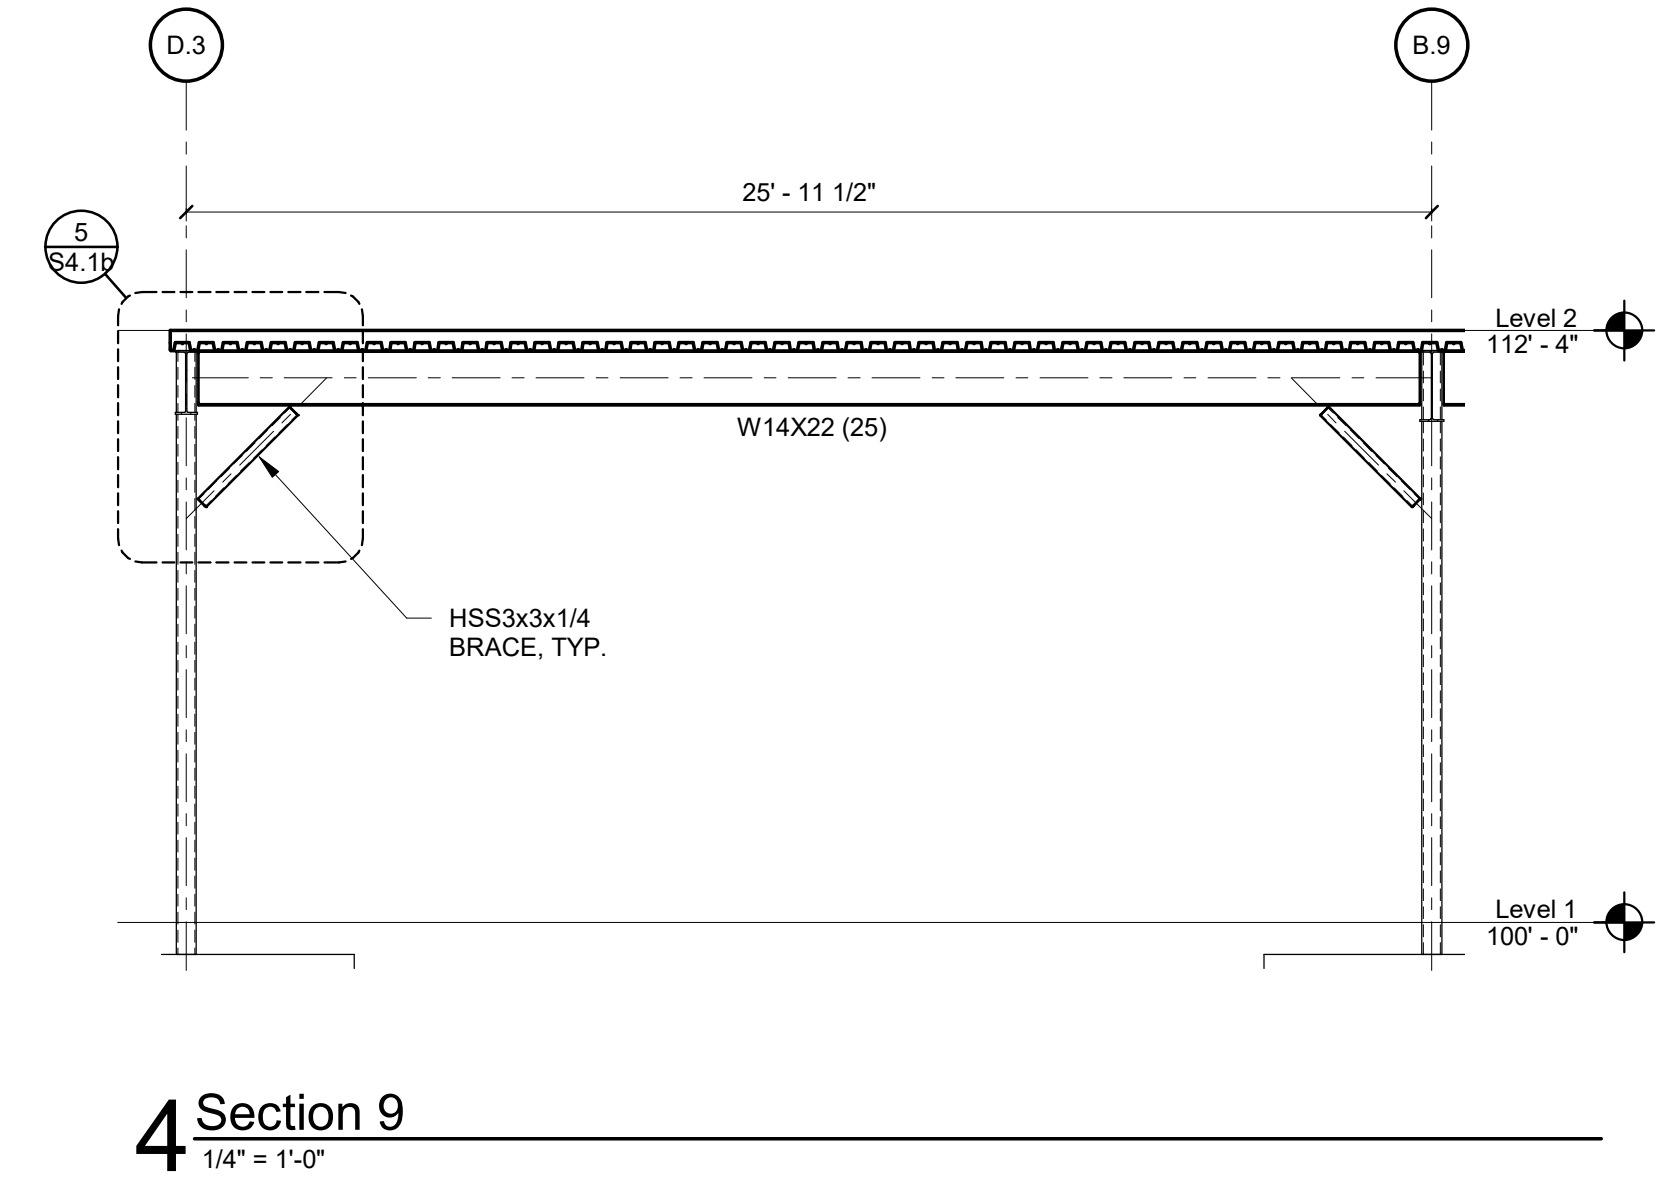 D.3
B.9
25' - 11 1/2"
5
S4.1b
Level 2
112' - 4"
W14X22 (25)
HSS3x3x1/4
BRACE, TYP.
Level 1
100' - 0"
4
Section 9
1/4" = 1'-0"